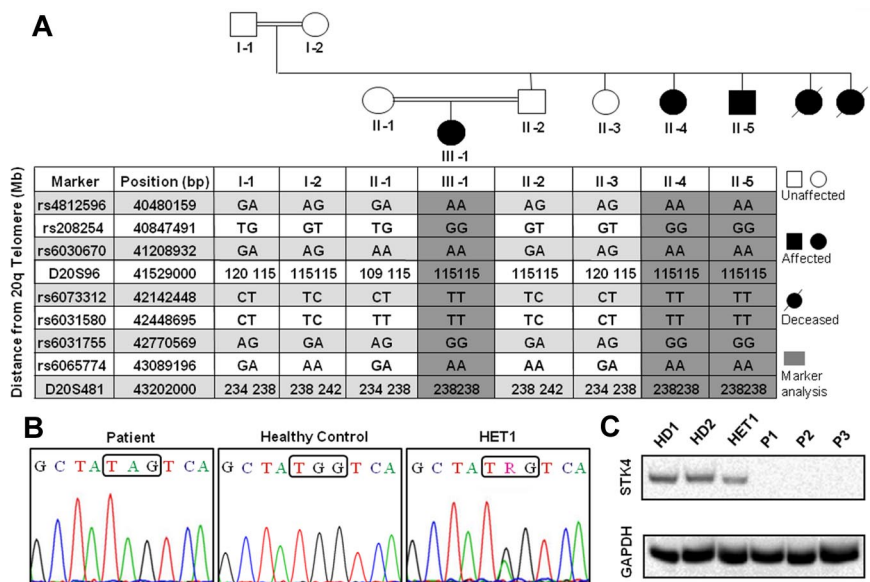 A
I-1
I-2
II-1
II-2
II-3
II-4
II-5
III-1
Distance from 20q Telomere (Mb)
Marker Position (bp) I-1 I-2 II-1 III-1 II-2 II-3 II-4 II-5
rs4812596 40480159 GA AG GA AA AG AG AA AA
rs208254 40847491 TG GT TG GG GT GT GG GG
rs6030670 41208932 GA AG AA AA GA AG AA AA
D20S96 41529000 120 115 115115 109 115 115115 115115 120 115 115115 115115
rs6073312 42142448 CT TC CT TT TC CT TT TT
rs6031580 42448695 CT TC TT TT TC CT TT TT
rs6031755 42770569 AG GA AG GG GA AG GG GG
rs6065774 43089196 GA AA GA AA AA GA AA AA
D20S481 43202000 234 238 238 242 234 238 238238 238 242 234 238 238238 238238
Unaffected
Affected
Deceased
Marker
analysis
B
Patient
Healthy Control
HET1
G C T A T A G T C A
G C T A T G G T C A
G C T A T R G T C A
C
HD1 HD2 HET1 P1 P2 P3
STK4
GAPDH